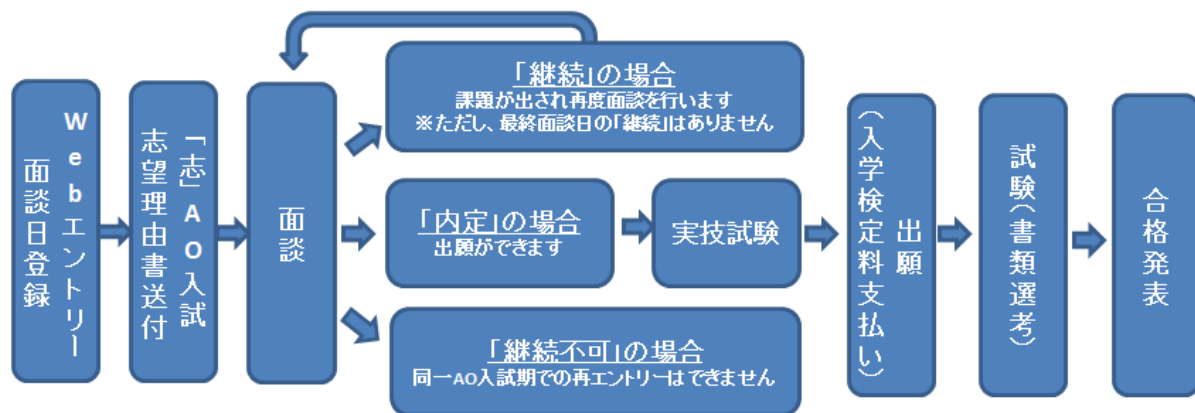 Webエントリー
面談日登録
「志」AO入試
志望理由書送付
面談
「継続」の場合
課題が出され再度面談を行います
※ただし、最終面談日の「継続」はありません
「内定」の場合
出願ができます
実技試験
「継続不可」の場合
同一AO入試期での再エントリーはできません
出願
（入学検定料支払い）
試験（書類選考）
合格発表